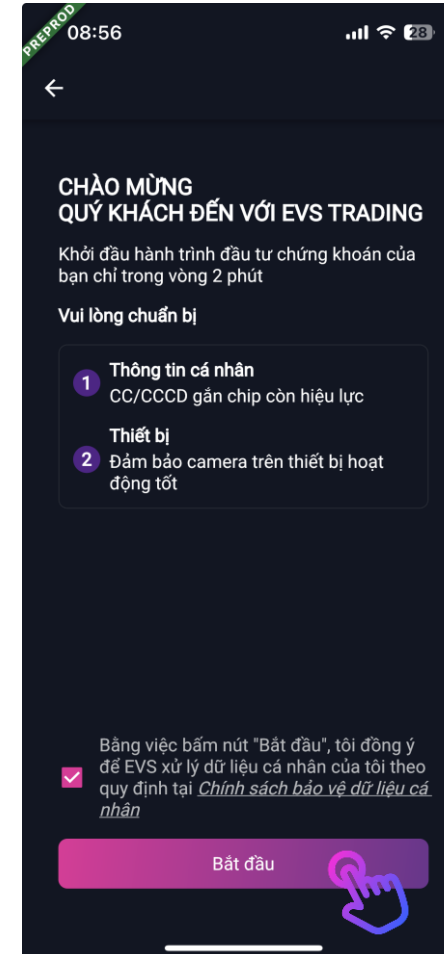 PREPROD
08:56
28
CHÀO MỪNG
QUÝ KHÁCH ĐẾN VỚI EVS TRADING
Khởi đầu hành trình đầu tư chứng khoán của
bạn chỉ trong vòng 2 phút
Vui lòng chuẩn bị
Thông tin cá nhân
1
CC/CCCD gắn chip còn hiệu lực
Thiết bị
2
Đảm bảo camera trên thiết bị hoạt
động tốt
Bằng việc bấm nút "Bắt đầu", tôi đồng ý
để EVS xử lý dữ liệu cá nhân của tôi theo
quy định tại Chính sách bảo vệ dữ liệu cá
nhân
Bắt đầu